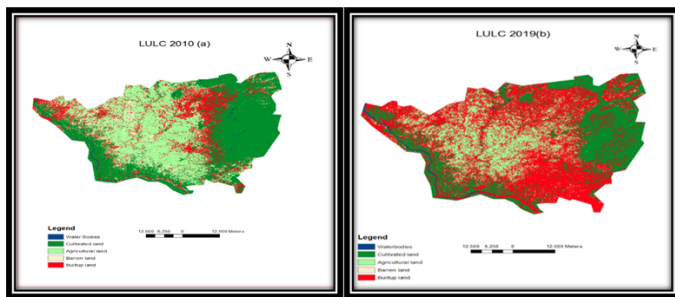 LULC 2010 (a)
N
W E
S
Legend
Water Bodies
Cultivated land
Agricultural land
Barren land
Builtup land
12,500 6,250 0 12,500 Meters
LULC 2019(b)
N
W E
S
Legend
Waterbodies
Cultivated land
Agricultural land
Barren land
Builtup land
12,500 6,250 0 12,500 Meters